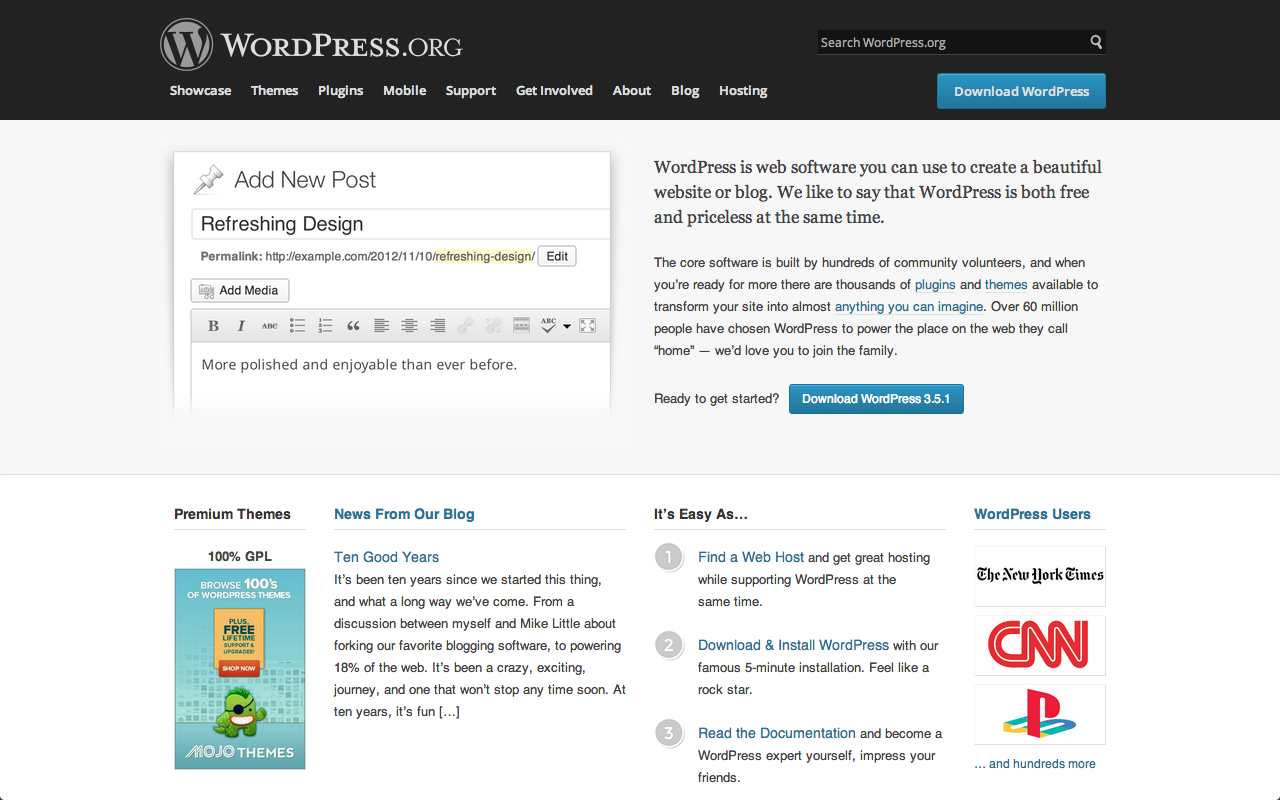 WORDPRESS.ORG
Search WordPress.org
Showcase Themes Plugins Mobile Support Get Involved About Blog Hosting
Download WordPress
Add New Post
Refreshing Design
Permalink: http://example.com/2012/11/10/refreshing-design/ Edit
Add Media
B I ABC ABC
More polished and enjoyable than ever before.
WordPress is web software you can use to create a beautiful
website or blog. We like to say that WordPress is both free
and priceless at the same time.
The core software is built by hundreds of community volunteers, and when
you’re ready for more there are thousands of plugins and themes available to
transform your site into almost anything you can imagine. Over 60 million
people have chosen WordPress to power the place on the web they call
“home” — we’d love you to join the family.
Ready to get started? Download WordPress 3.5.1
Premium Themes
100% GPL
BROWSE 100's
OF WORDPRESS THEMES
PLUS,
FREE
LIFETIME
SUPPORT &
UPGRADES!
SHOP NOW
MOJO THEMES
News From Our Blog
Ten Good Years
It’s been ten years since we started this thing,
and what a long way we’ve come. From a
discussion between myself and Mike Little about
forking our favorite blogging software, to powering
18% of the web. It’s been a crazy, exciting,
journey, and one that won’t stop any time soon. At
ten years, it’s fun […]
It’s Easy As…
1 Find a Web Host and get great hosting
while supporting WordPress at the
same time.
2 Download & Install WordPress with our
famous 5-minute installation. Feel like a
rock star.
3 Read the Documentation and become a
WordPress expert yourself, impress your
friends.
WordPress Users
The New York Times
CNN
… and hundreds more